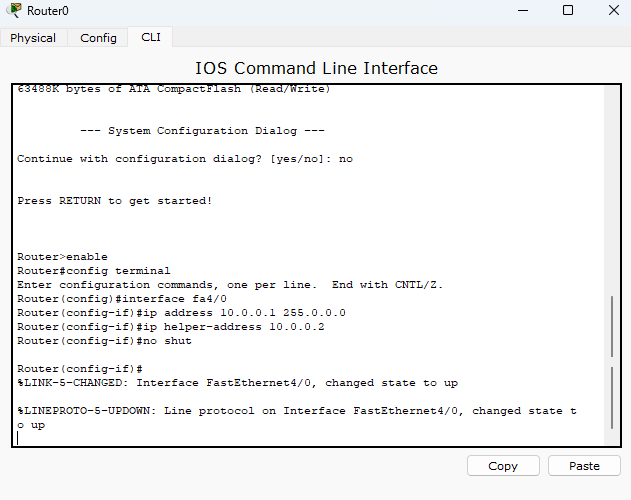 Router0
Physical Config CLI
IOS Command Line Interface
63488K bytes of ATA CompactFlash (Read/Write)
--- System Configuration Dialog ---
Continue with configuration dialog? [yes/no]: no
Press RETURN to get started!
Router>enable
Router#config terminal
Enter configuration commands, one per line.  End with CNTL/Z.
Router(config)#interface fa4/0
Router(config-if)#ip address 10.0.0.1 255.0.0.0
Router(config-if)#ip helper-address 10.0.0.2
Router(config-if)#no shut
Router(config-if)#
%LINK-5-CHANGED: Interface FastEthernet4/0, changed state to up
%LINEPROTO-5-UPDOWN: Line protocol on Interface FastEthernet4/0, changed state t
o up
Copy Paste